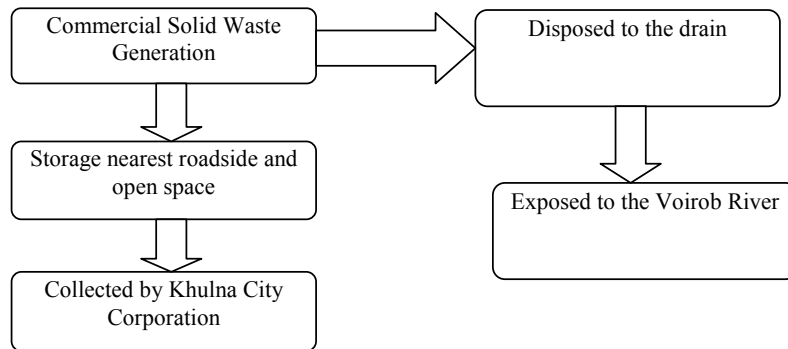 Commercial Solid Waste
Generation
Disposed to the drain
Storage nearest roadside and
open space
Exposed to the Voirob River
Collected by Khulna City
Corporation